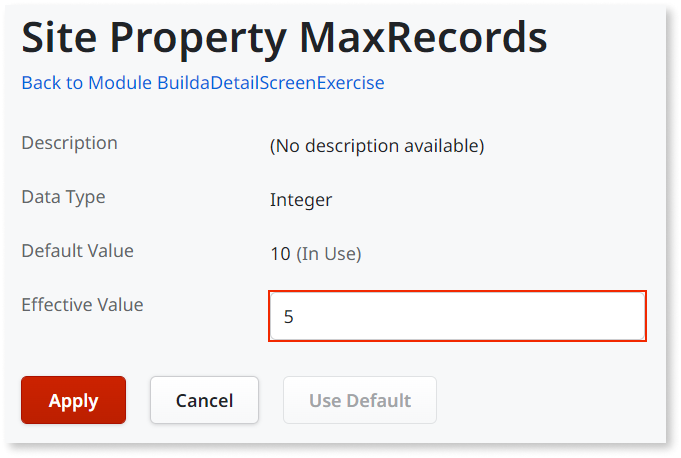 Site Property MaxRecords
Back to Module BuildaDetailScreenExercise
Description (No description available)
Data Type Integer
Default Value 10 (In Use)
Effective Value 5
Apply Cancel Use Default